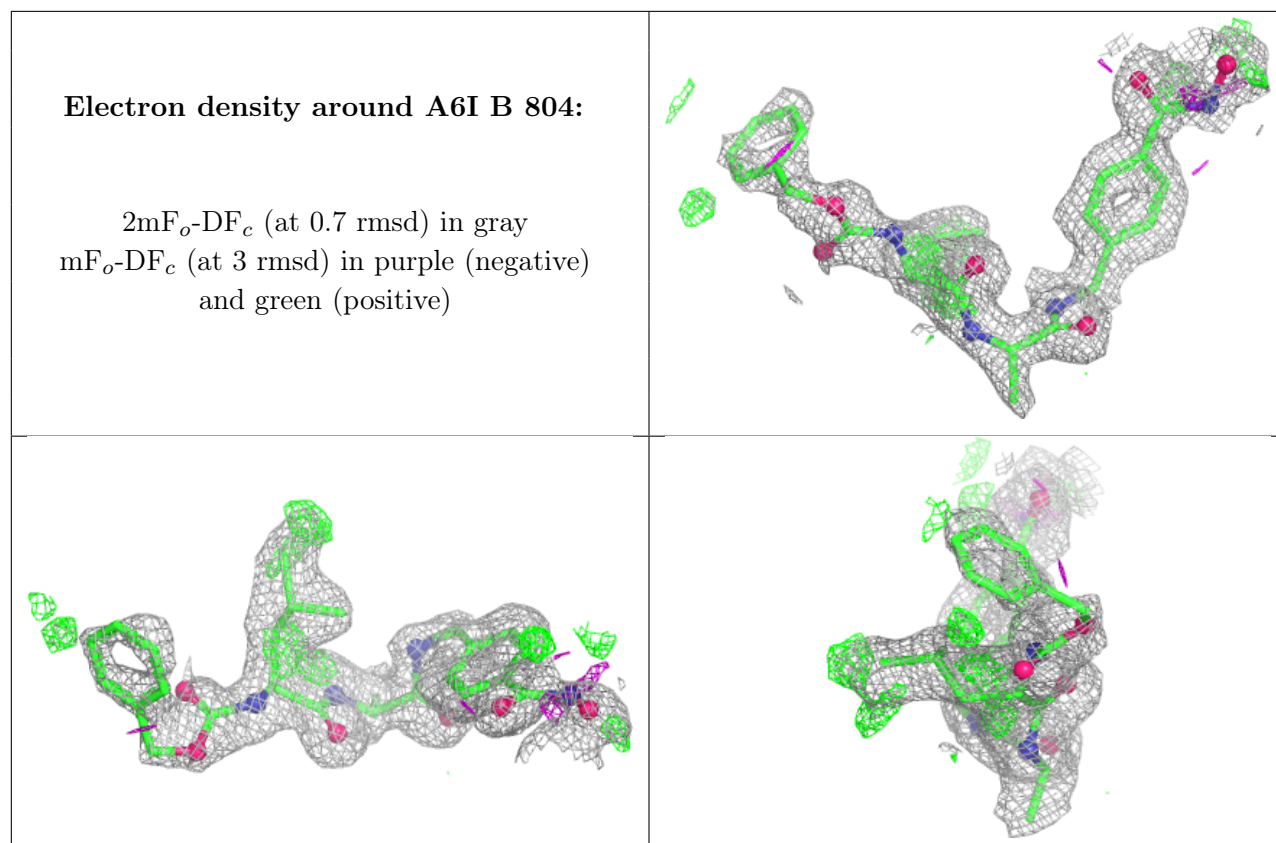 Electron density around A6I B 804:
2mFo-DFc (at 0.7 rmsd) in gray
mFo-DFc (at 3 rmsd) in purple (negative)
and green (positive)